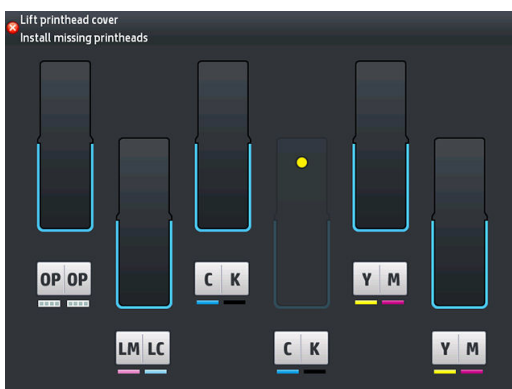 Lift printhead cover
Install missing printheads
OP OP
C K
Y M
LM LC
C K
Y M